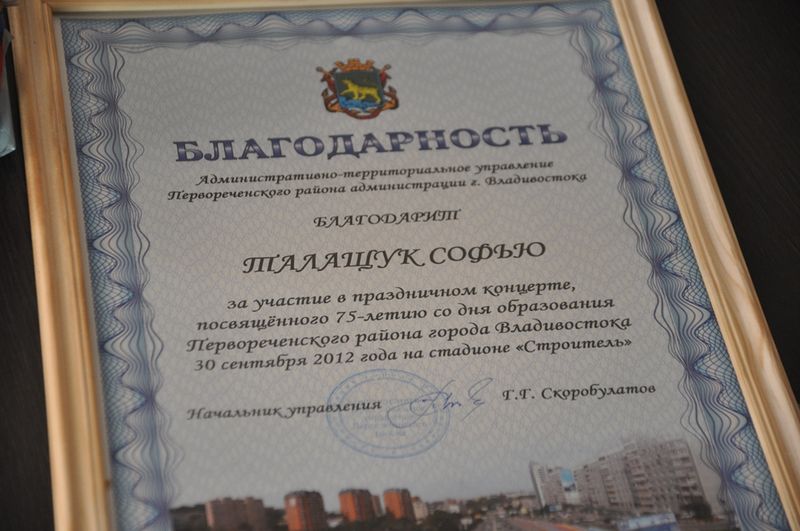 БЛАГОДАРНОСТЬ
Административно-территориальное управление
Первореченского района администрации г. Владивостока
БЛАГОДАРИТ
ТАЛАЩУК СОФЬЮ
за участие в праздничном концерте,
посвящённого 75-летию со дня образования
Первореченского района города Владивостока
30 сентября 2012 года на стадионе «Строитель»
Начальник управления Г.Г. Скоробулатов